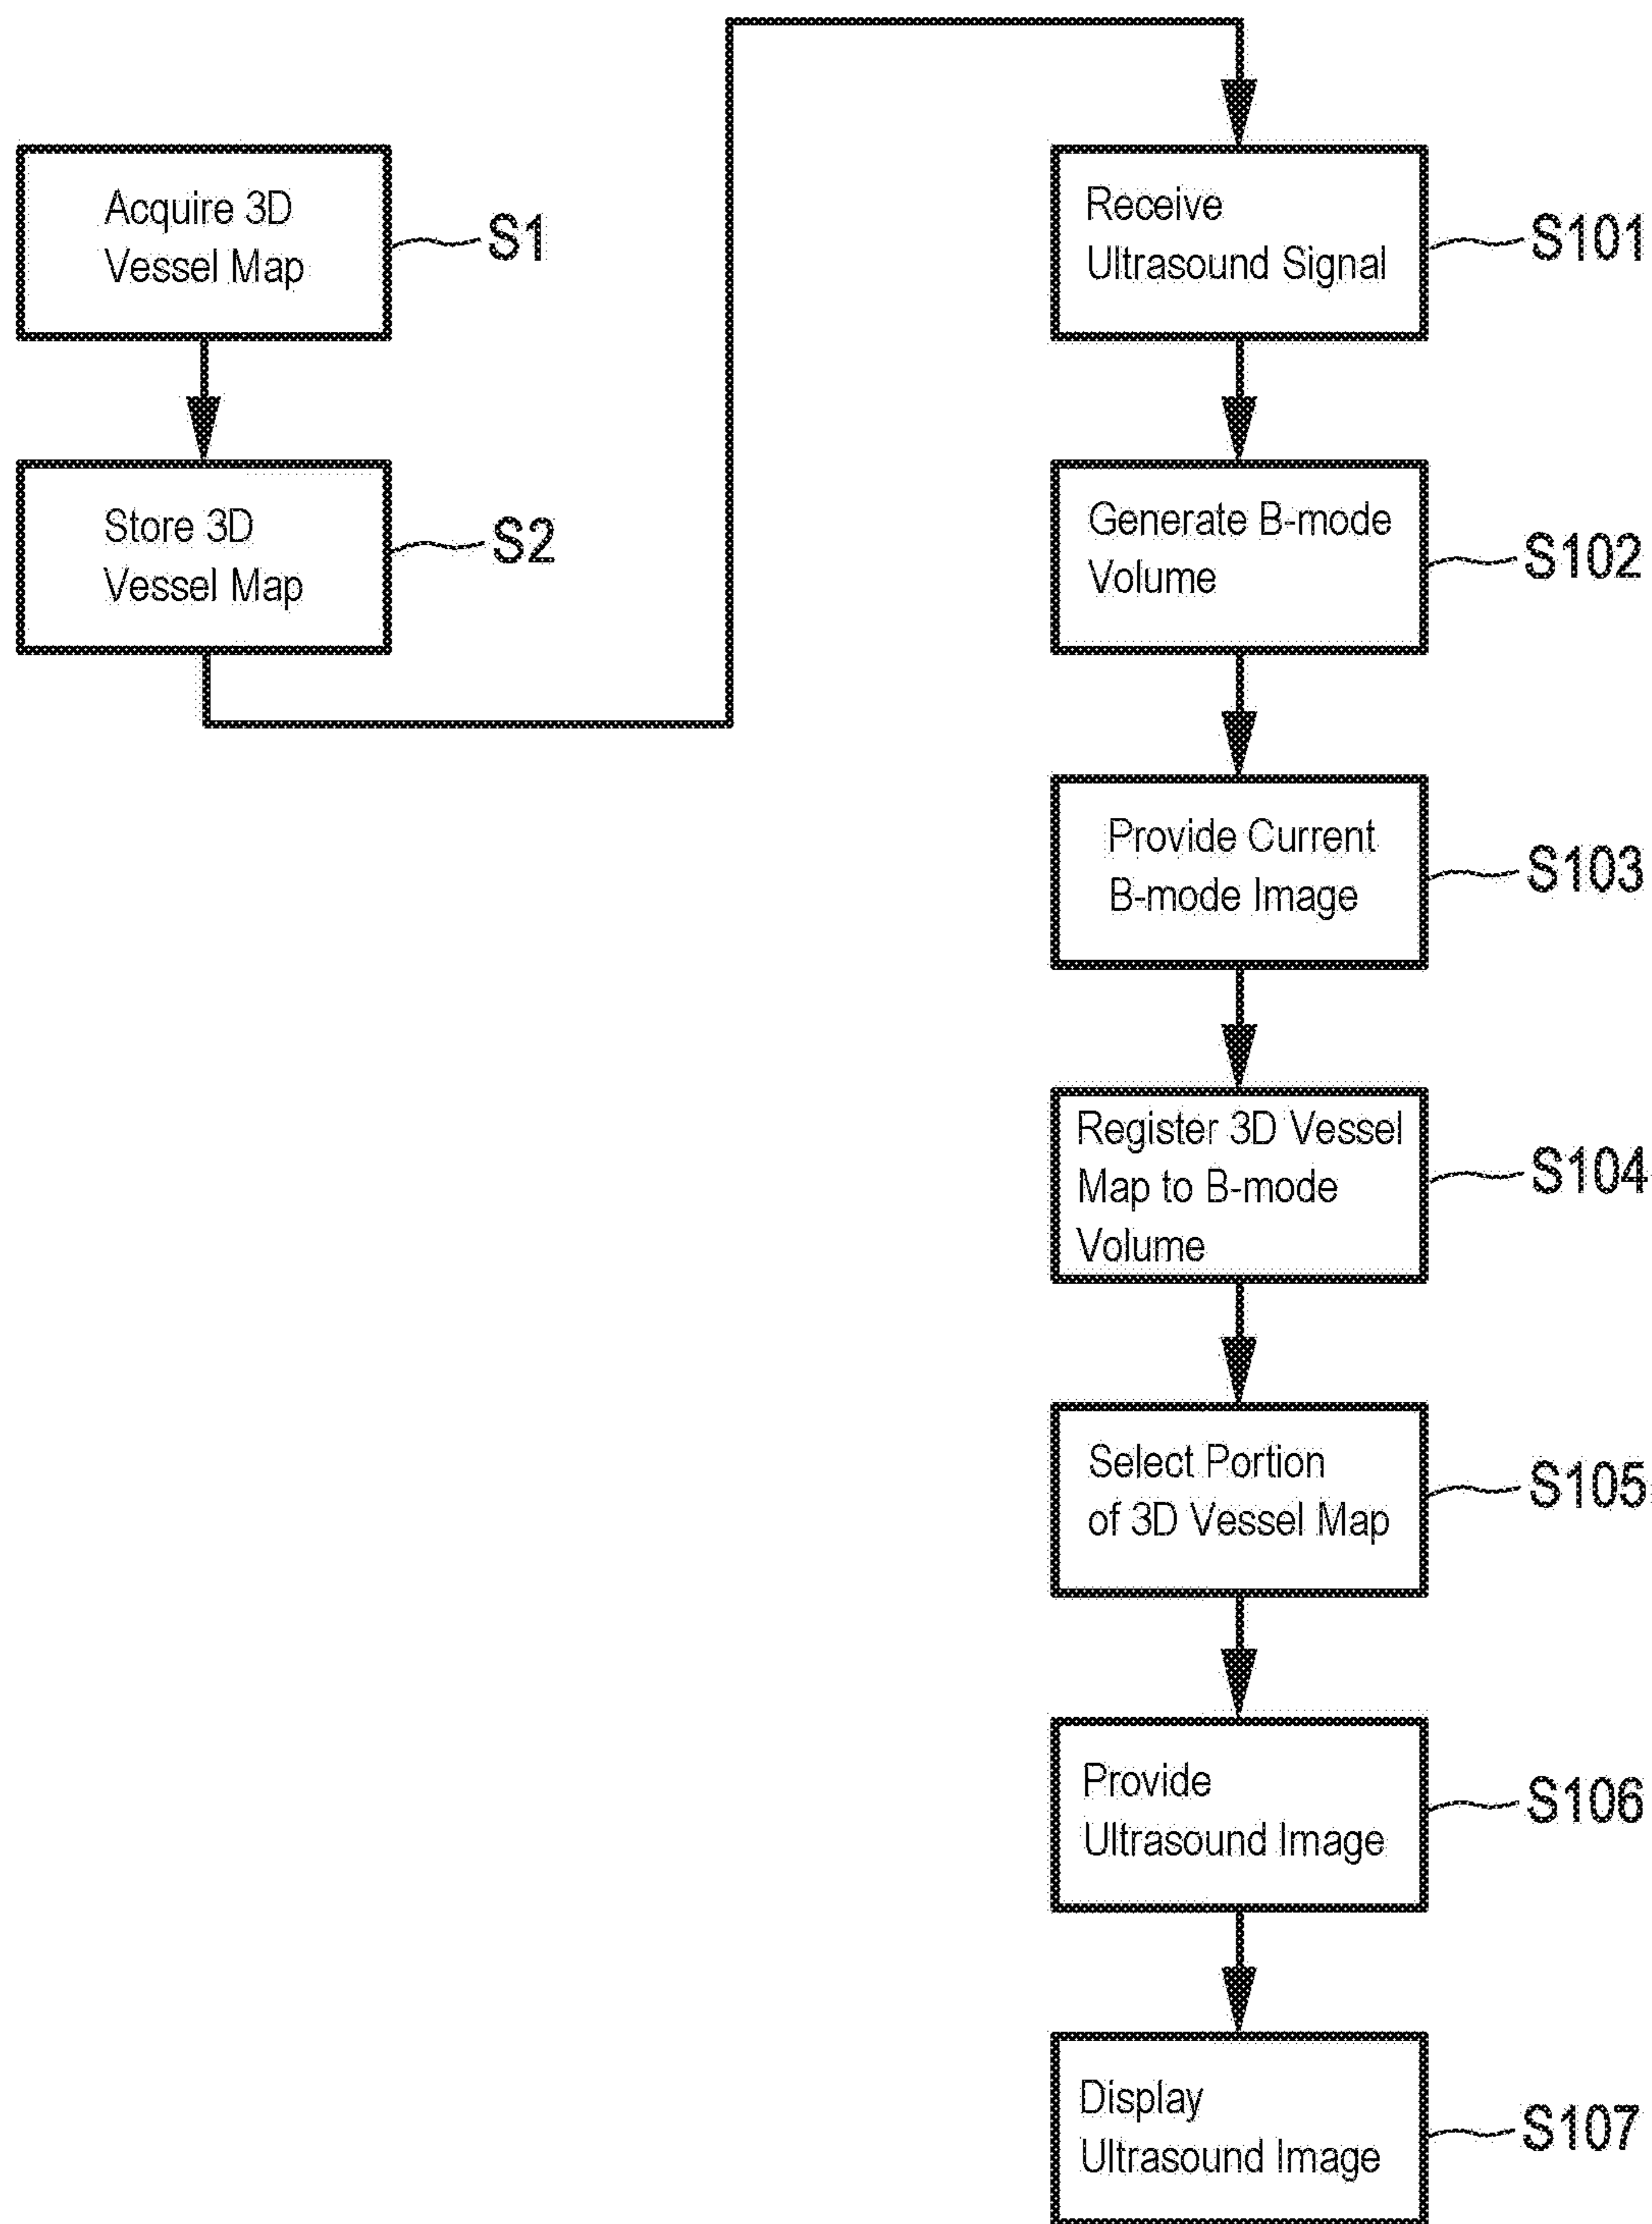 Acquire 3D
Vessel Map
S1
Store 3D
Vessel Map
S2
Receive
Ultrasound Signal
S101
Generate B-mode
Volume
S102
Provide Current
B-mode Image
S103
Register 3D Vessel
Map to B-mode
Volume
S104
Select Portion
of 3D Vessel Map
S105
Provide
Ultrasound Image
S106
Display
Ultrasound Image
S107